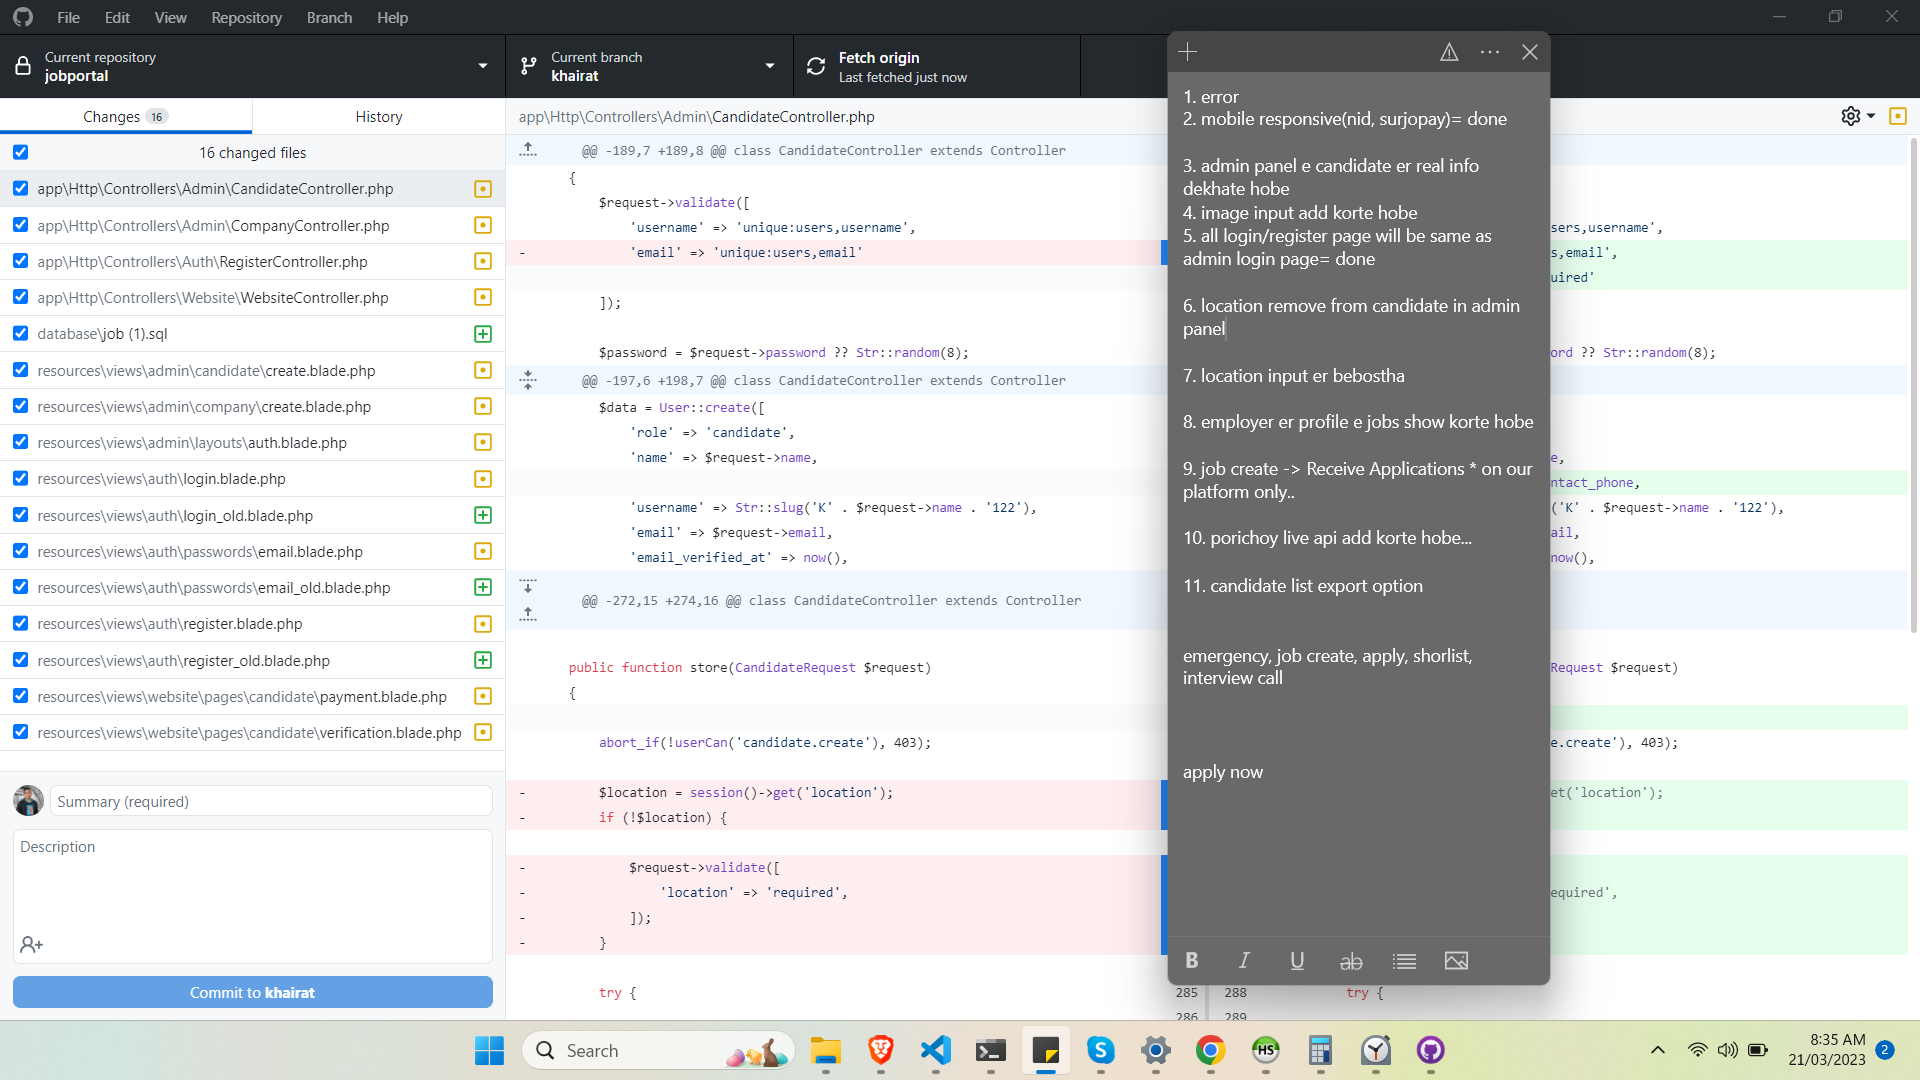 File Edit View Repository Branch Help
Current repository
jobportal
Current branch
khairat
Fetch origin
Last fetched just now
Changes 16
History
16 changed files
app\Http\Controllers\Admin\CandidateController.php
app\Http\Controllers\Admin\CompanyController.php
app\Http\Controllers\Auth\RegisterController.php
app\Http\Controllers\Website\WebsiteController.php
database\job (1).sql
resources\views\admin\candidate\create.blade.php
resources\views\admin\company\create.blade.php
resources\views\admin\layouts\auth.blade.php
resources\views\auth\login.blade.php
resources\views\auth\login_old.blade.php
resources\views\auth\passwords\email.blade.php
resources\views\auth\passwords\email_old.blade.php
resources\views\auth\register.blade.php
resources\views\auth\register_old.blade.php
resources\views\website\pages\candidate\payment.blade.php
resources\views\website\pages\candidate\verification.blade.php
Summary (required)
Description
Commit to khairat
app\Http\Controllers\Admin\CandidateController.php
@@ -189,7 +189,8 @@ class CandidateController extends Controller
{
$request->validate([
'username' => 'unique:users,username',
- 'email' => 'unique:users,email'
]);
$password = $request->password ?? Str::random(8);
@@ -197,6 +198,7 @@ class CandidateController extends Controller
$data = User::create([
'role' => 'candidate',
'name' => $request->name,
'username' => Str::slug('K' . $request->name . '122'),
'email' => $request->email,
'email_verified_at' => now(),
@@ -272,15 +274,16 @@ class CandidateController extends Controller
public function store(CandidateRequest $request)
{
abort_if(!userCan('candidate.create'), 403);
- $location = session()->get('location');
- if (!$location) {
- $request->validate([
- 'location' => 'required',
- ]);
- }
try {
285 288 try {
286 289
1. error
2. mobile responsive(nid, surjopay)= done
3. admin panel e candidate er real info
dekhate hobe
4. image input add korte hobe
5. all login/register page will be same as
admin login page= done
6. location remove from candidate in admin
panel
7. location input er bebostha
8. employer er profile e jobs show korte hobe
9. job create -> Receive Applications * on our
platform only..
10. porichoy live api add korte hobe...
11. candidate list export option
emergency, job create, apply, shorlist,
interview call
apply now
B I U ab
sers,username',
s,email',
uired'
ord ?? Str::random(8);
e,
ntact_phone,
('K' . $request->name . '122'),
ail,
now(),
Request $request)
e.create'), 403);
et('location');
equired',
Search
HS
8:35 AM
21/03/2023
2